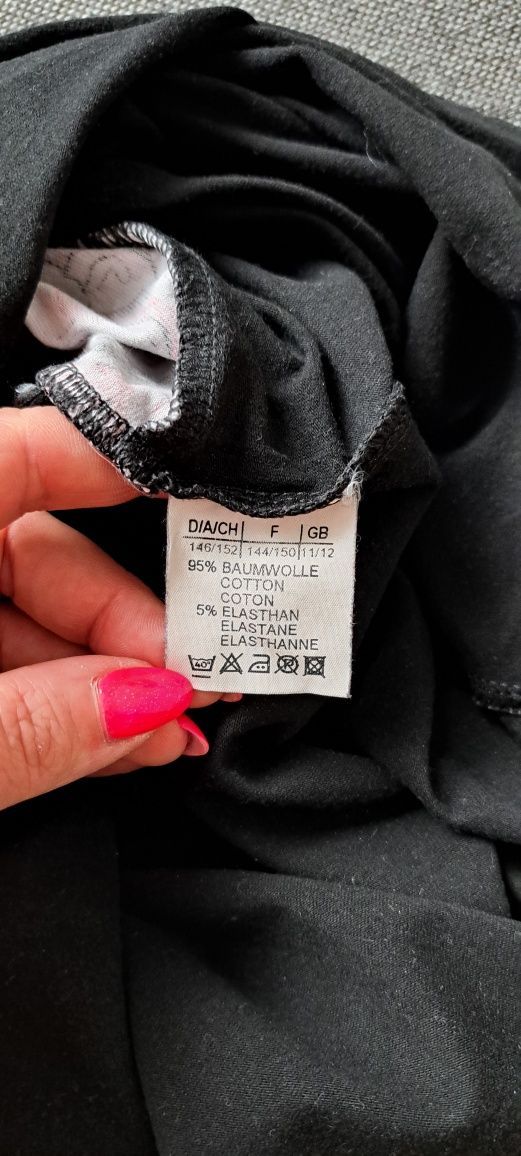 D/A/CH F GB
146/152 144/150 11/12
95% BAUMWOLLE
COTTON
COTON
5% ELASTHAN
ELASTANE
ELASTHANNE
40°